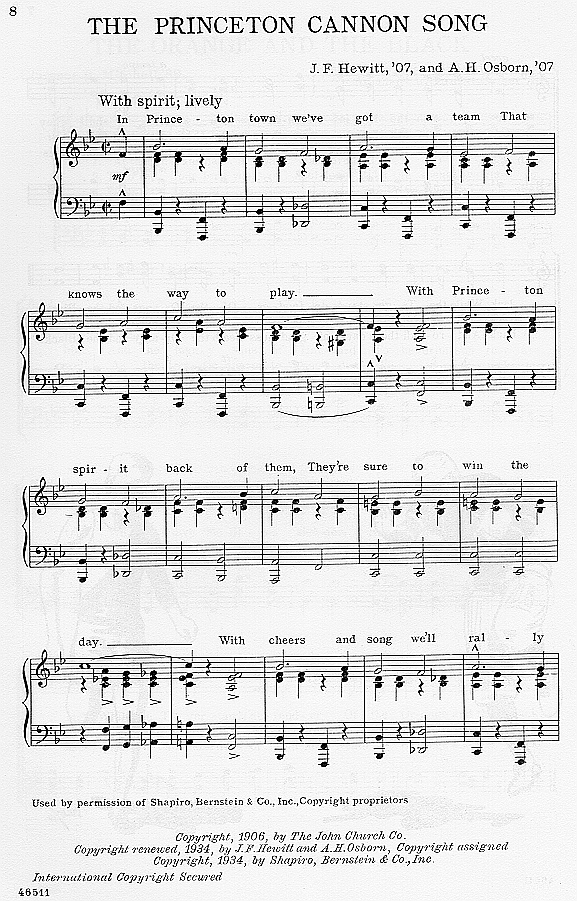 8
THE PRINCETON CANNON SONG
J. F. Hewitt, '07, and A. H. Osborn, '07
With spirit; lively
In Prince - ton town we've got a team That
mf
knows the way to play. With Prince - ton
spir - it back of them, They're sure to win the
day. With cheers and song we'll ral - ly
Used by permission of Shapiro, Bernstein & Co., Inc., Copyright proprietors
Copyright, 1906, by The John Church Co.
Copyright renewed, 1934, by J. F. Hewitt and A. H. Osborn, Copyright assigned
Copyright, 1934, by Shapiro, Bernstein & Co., Inc.
International Copyright Secured
46511